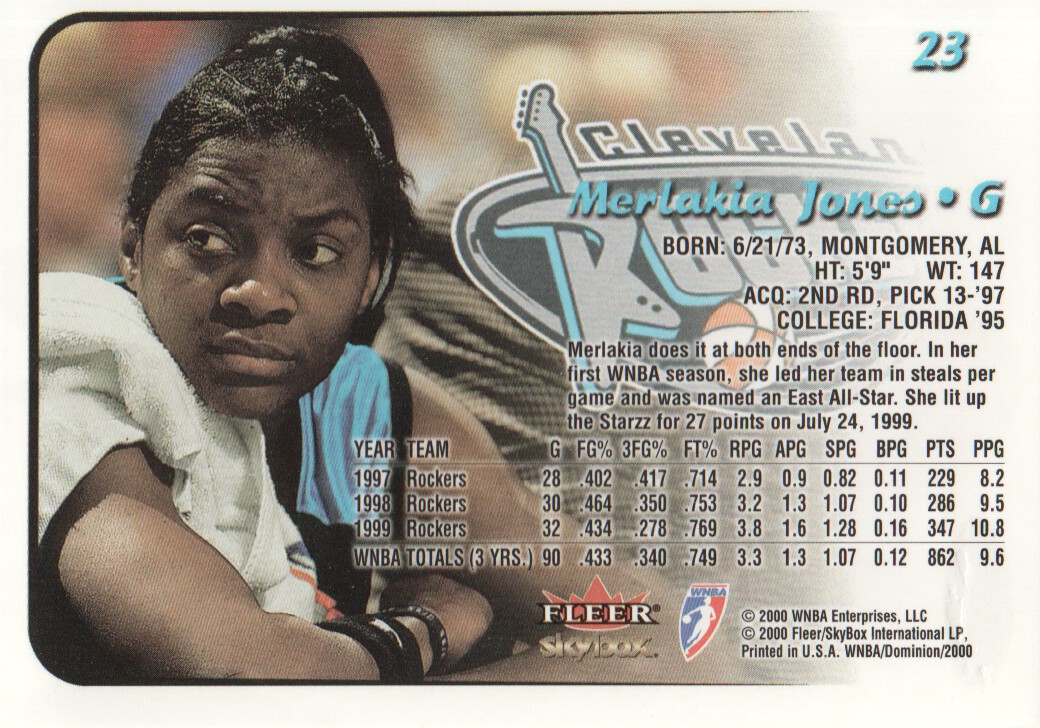 23
Clevelan
Merlakia Jones • G
BORN: 6/21/73, MONTGOMERY, AL
HT: 5'9" WT: 147
ACQ: 2ND RD, PICK 13-'97
COLLEGE: FLORIDA '95
Merlakia does it at both ends of the floor. In her
first WNBA season, she led her team in steals per
game and was named an East All-Star. She lit up
the Starzz for 27 points on July 24, 1999.
YEAR TEAM G FG% 3FG% FT% RPG APG SPG BPG PTS PPG
1997 Rockers 28 .402 .417 .714 2.9 0.9 0.82 0.11 229 8.2
1998 Rockers 30 .464 .350 .753 3.2 1.3 1.07 0.10 286 9.5
1999 Rockers 32 .434 .278 .769 3.8 1.6 1.28 0.16 347 10.8
WNBA TOTALS (3 YRS.) 90 .433 .340 .749 3.3 1.3 1.07 0.12 862 9.6
FLEER®
SKYBOX.
WNBA
© 2000 WNBA Enterprises, LLC
© 2000 Fleer/SkyBox International LP,
Printed in U.S.A. WNBA/Dominion/2000